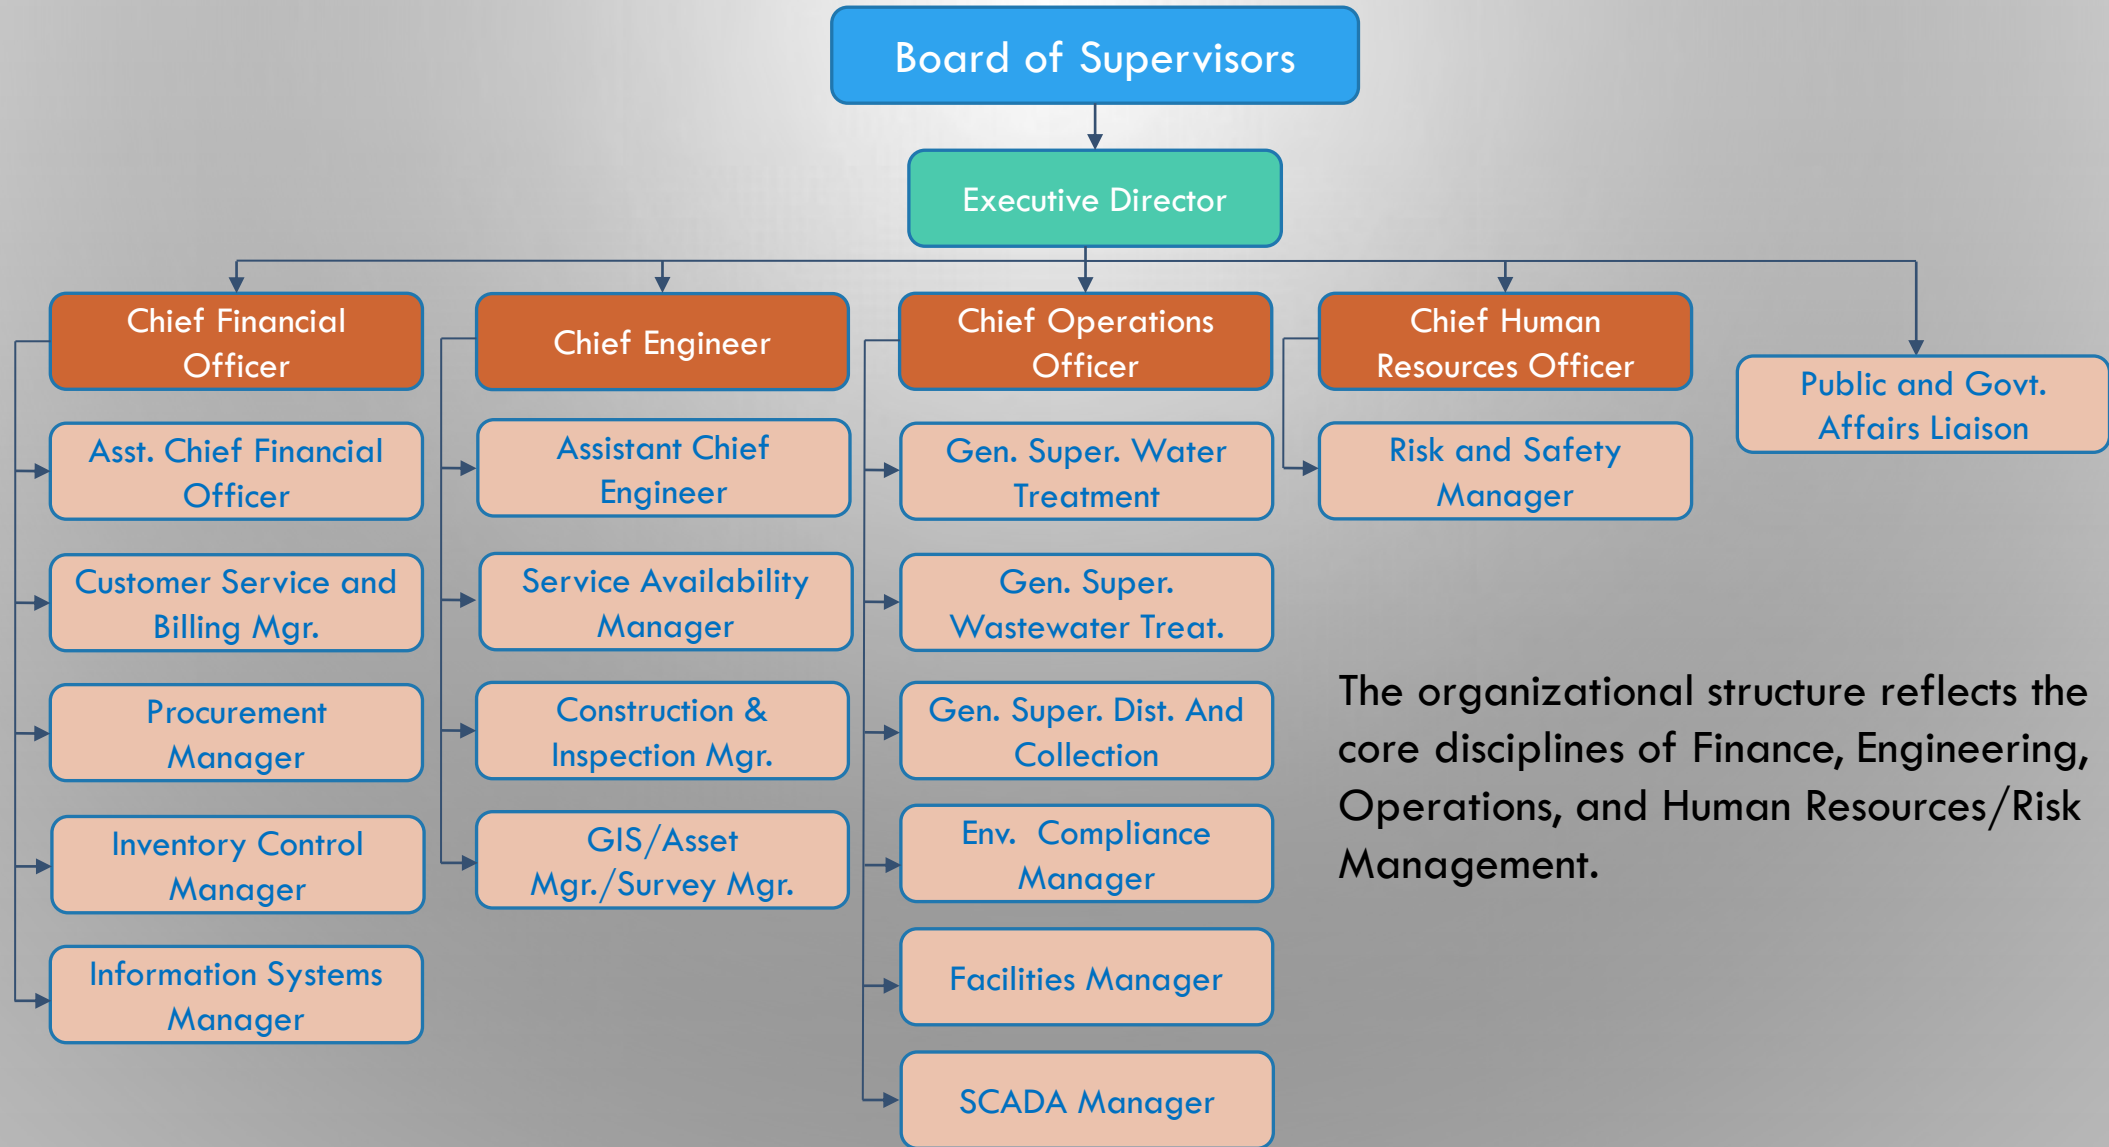 Board of Supervisors
Executive Director
Chief Financial
Officer
Asst. Chief Financial
Officer
Customer Service and
Billing Mgr.
Procurement
Manager
Inventory Control
Manager
Information Systems
Manager
Chief Engineer
Assistant Chief
Engineer
Service Availability
Manager
Construction &
Inspection Mgr.
GIS/Asset
Mgr./Survey Mgr.
Chief Operations
Officer
Gen. Super. Water
Treatment
Gen. Super.
Wastewater Treat.
Gen. Super. Dist. And
Collection
Env. Compliance
Manager
Facilities Manager
SCADA Manager
Chief Human
Resources Officer
Risk and Safety
Manager
Public and Govt.
Affairs Liaison
The organizational structure reflects the
core disciplines of Finance, Engineering,
Operations, and Human Resources/Risk
Management.